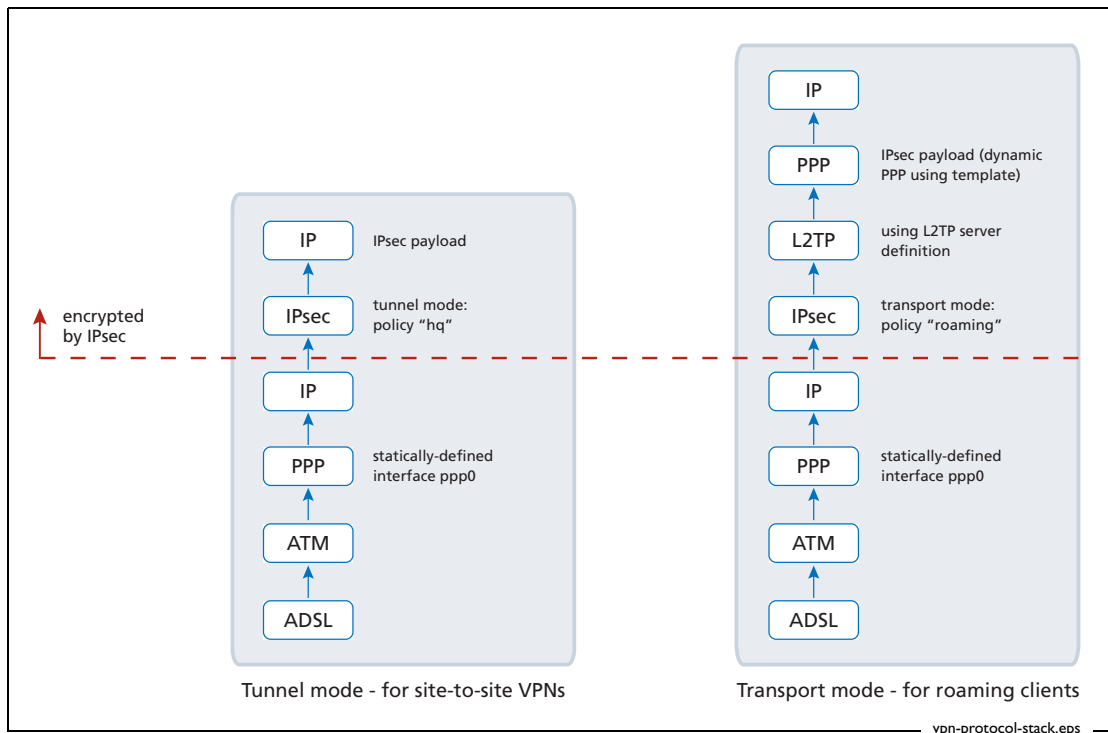 IP
IPsec payload
IPsec
tunnel mode:
policy “hq”
IP
PPP
statically-defined
interface ppp0
ATM
ADSL
Tunnel mode - for site-to-site VPNs
encrypted
by IPsec
IP
PPP
IPsec payload (dynamic
PPP using template)
L2TP
using L2TP server
definition
IPsec
transport mode:
policy “roaming”
IP
PPP
statically-defined
interface ppp0
ATM
ADSL
Transport mode - for roaming clients
vpn-protocol-stack.eps